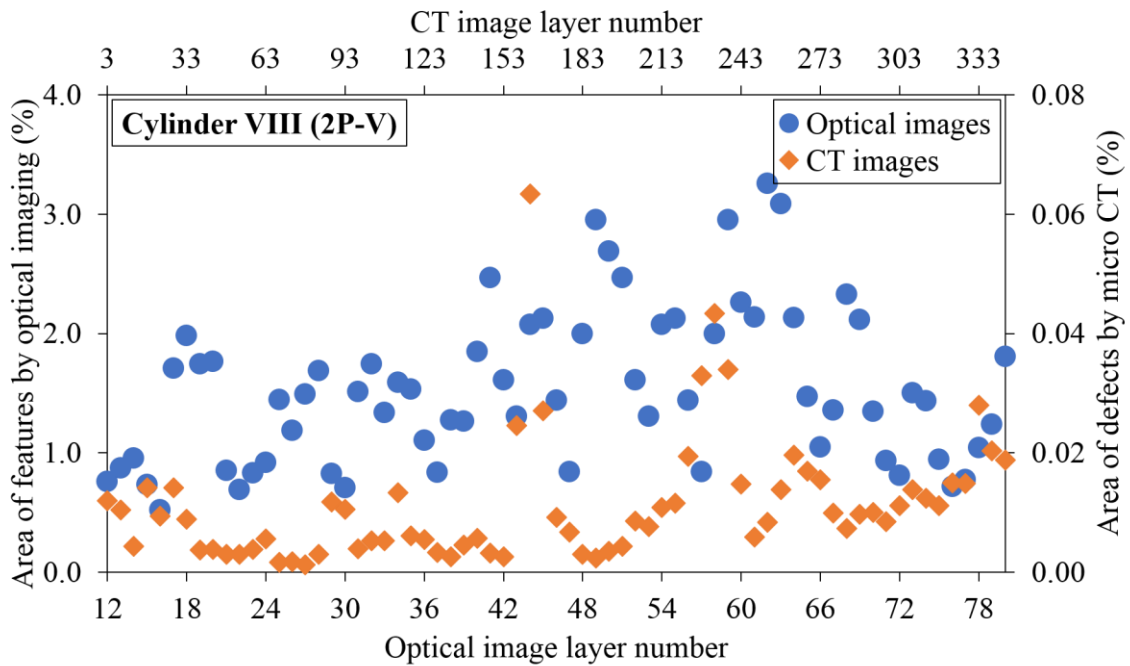 CT image layer number
3 33 63 93 123 153 183 213 243 273 303 333
4.0 0.08
Cylinder VIII (2P-V)
Optical images
CT images
3.0 0.06
2.0 0.04
1.0 0.02
0.0 0.00
Area of features by optical imaging (%)
Area of defects by micro CT (%)
12 18 24 30 36 42 48 54 60 66 72 78
Optical image layer number